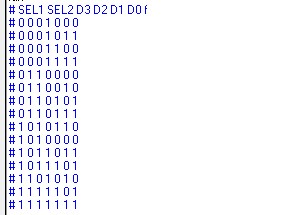 # SEL1 SEL2 D3 D2 D1 D0 f
# 0 0 0 1 0 0 0
# 0 0 0 1 0 1 1
# 0 0 0 1 1 0 0
# 0 0 0 1 1 1 1
# 0 1 1 0 0 0 0
# 0 1 1 0 0 1 0
# 0 1 1 0 1 0 1
# 0 1 1 0 1 1 1
# 1 0 1 0 1 1 0
# 1 0 1 0 0 0 0
# 1 0 1 1 0 1 1
# 1 0 1 1 1 0 1
# 1 1 0 1 0 1 0
# 1 1 1 1 1 0 1
# 1 1 1 1 1 1 1